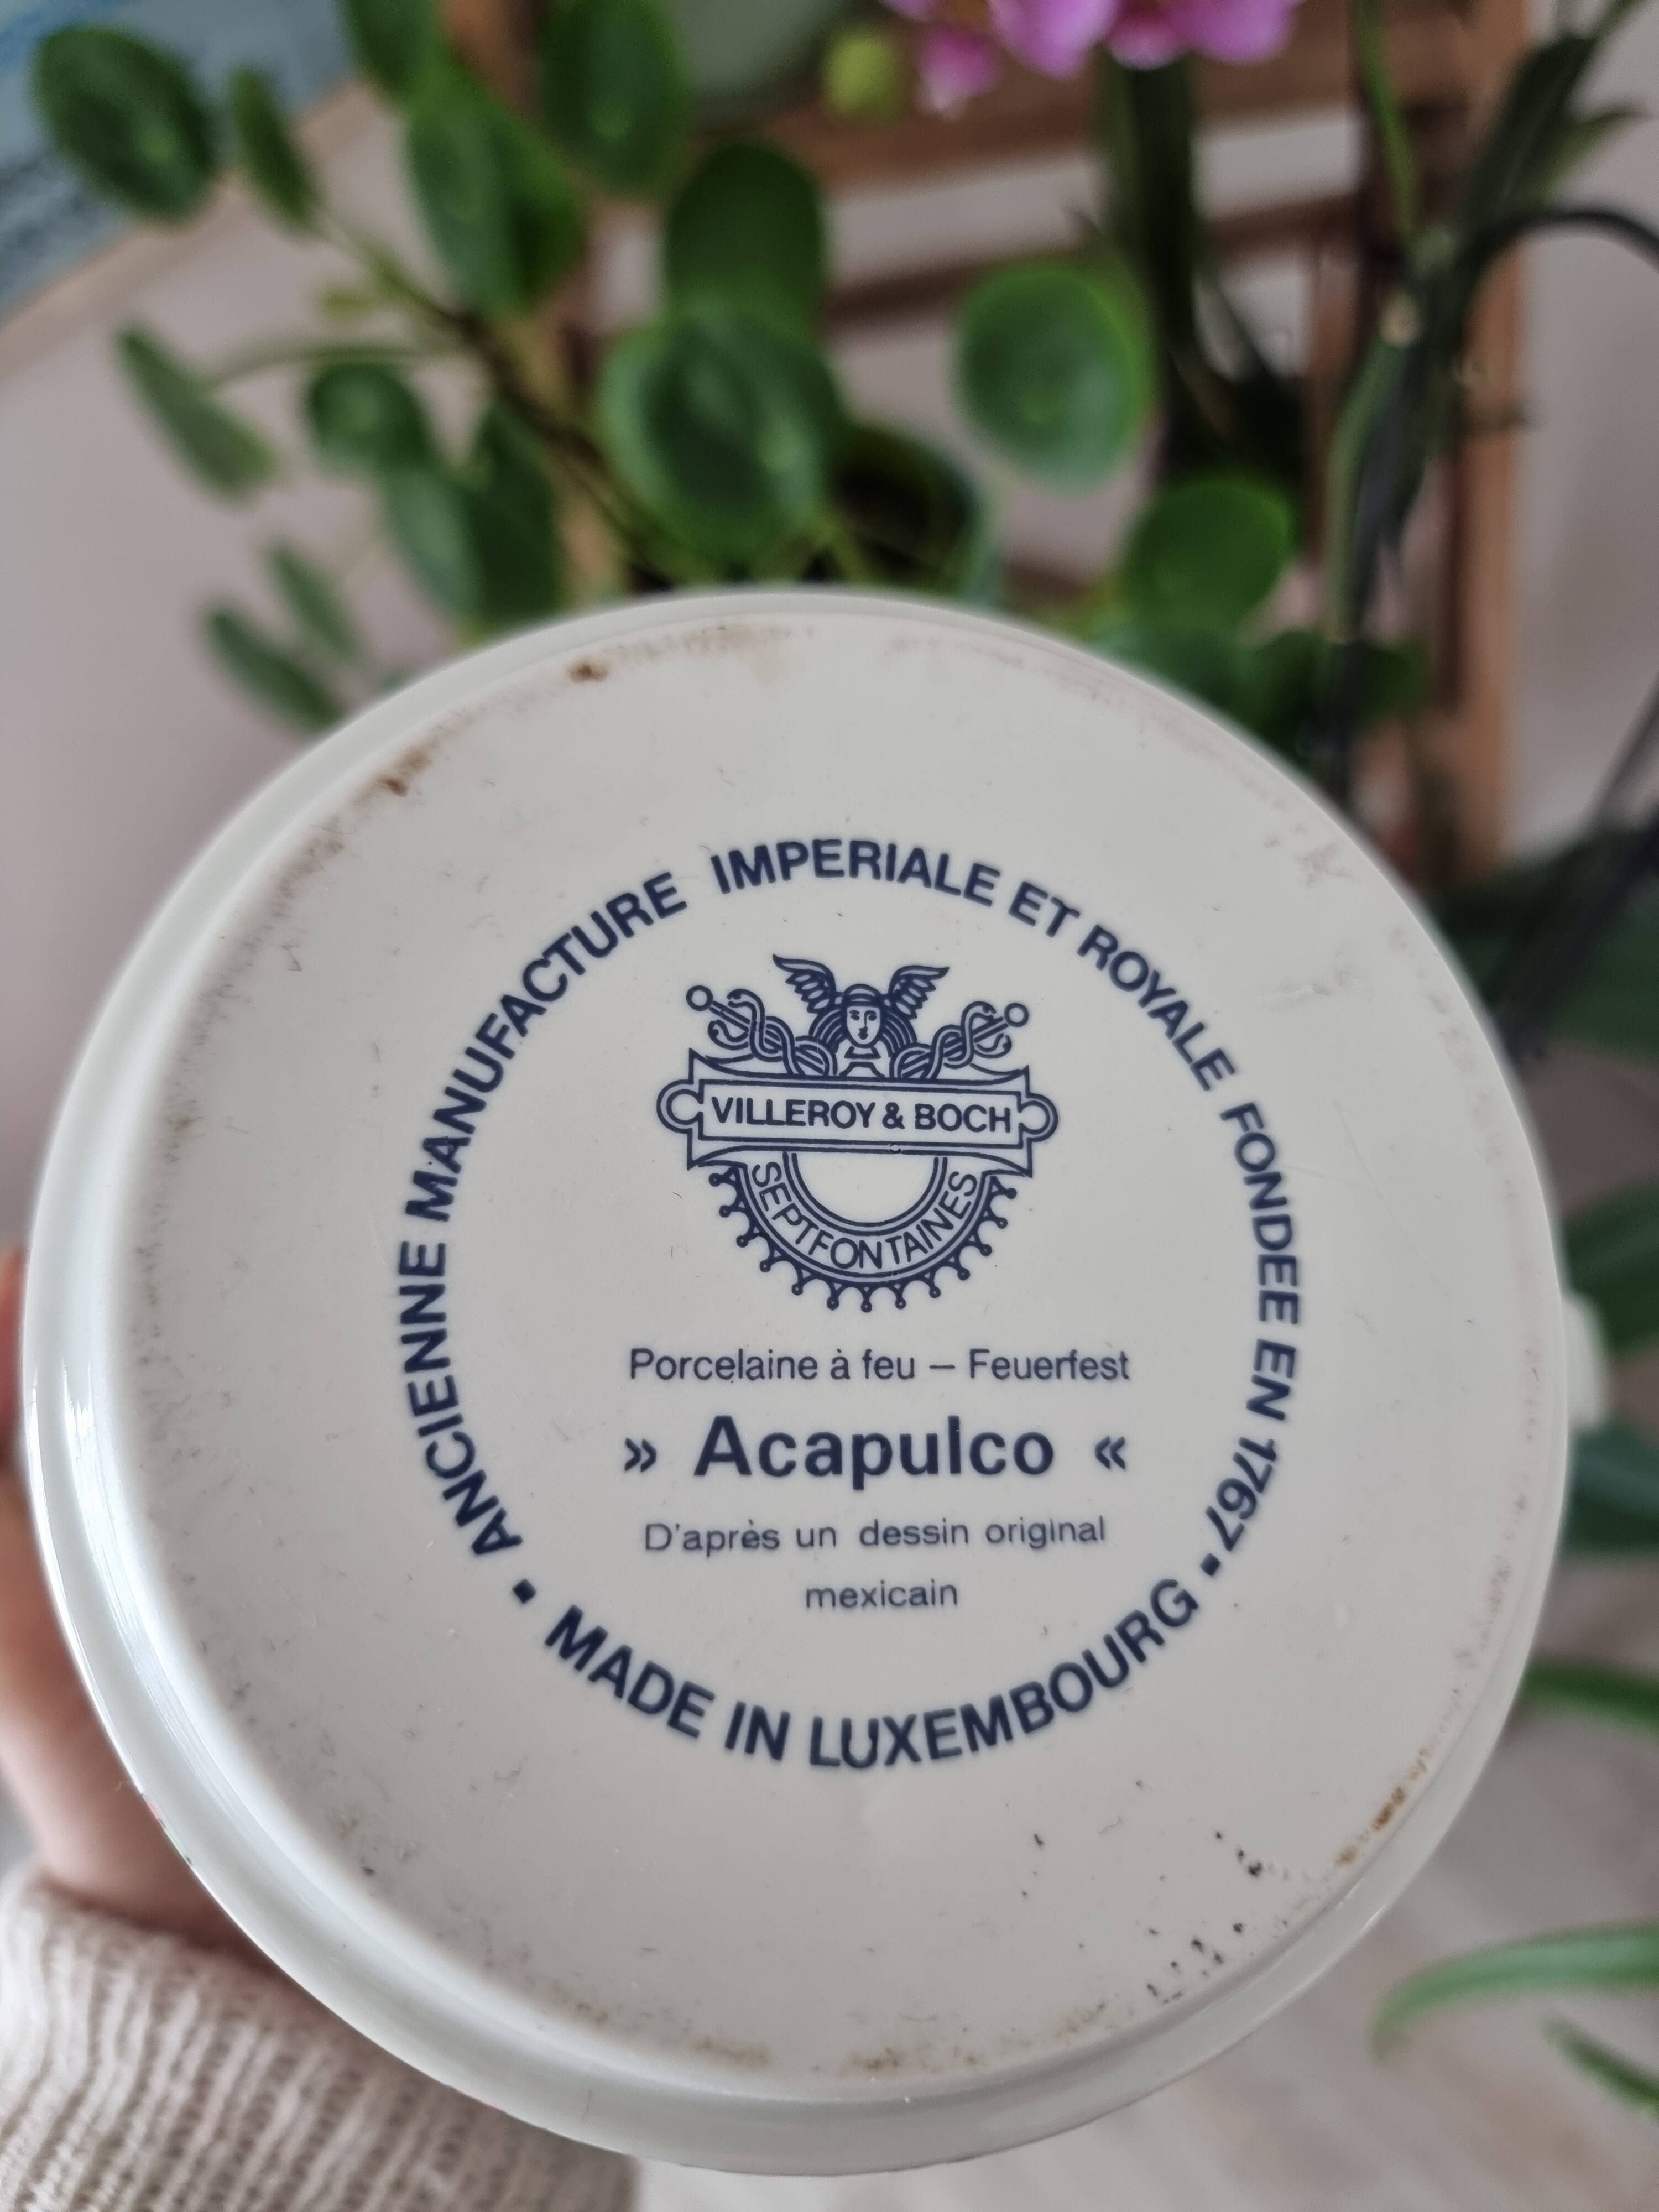 ANCIENNE MANUFACTURE IMPERIALE ET ROYALE FONDEE EN 1767 •
VILLEROY & BOCH
SEPTFONTAINES
Porcelaine à feu – Feuerfest
» Acapulco «
D'après un dessin original
mexicain
• MADE IN LUXEMBOURG